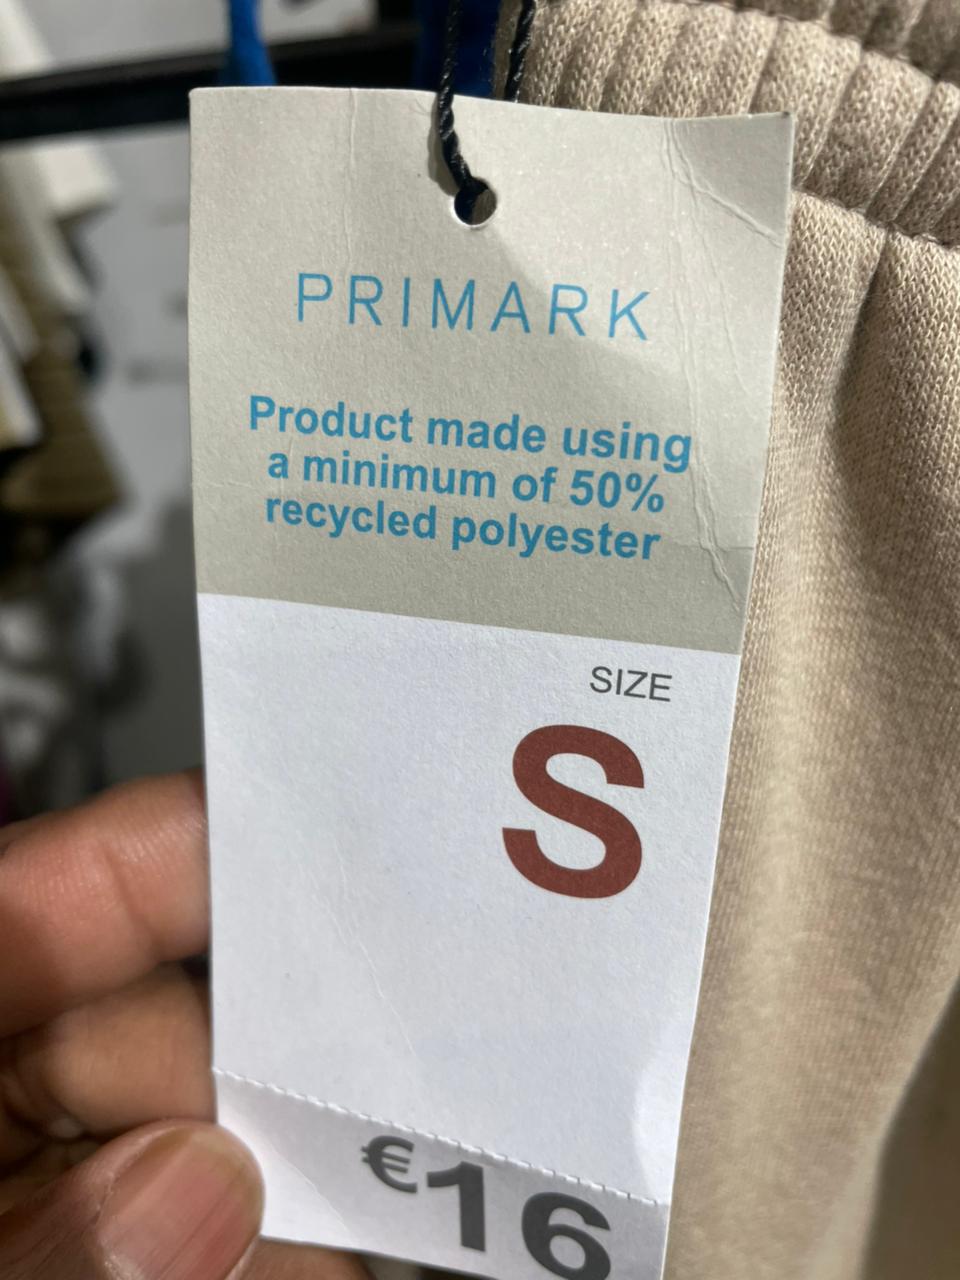 PRIMARK
Product made using
a minimum of 50%
recycled polyester
SIZE
S
€16